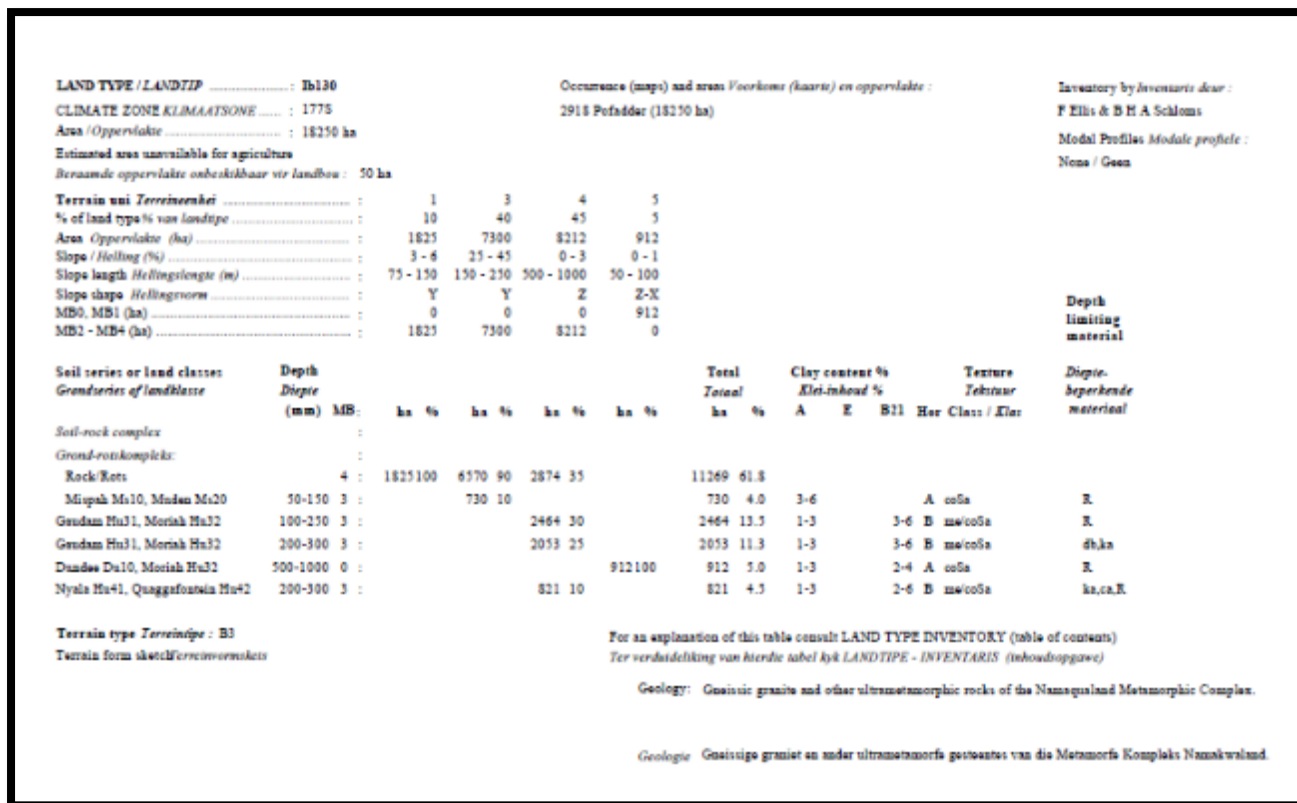 LAND TYPE / LANDTIP ..................... : Ib130 Occurrence (maps) and areas Voorkoms (kaarte) en oppervlakte : Inventory by Inventaris deur :
CLIMATE ZONE KLIMAATSONE ...... : 177S 2918 Pofadder (18250 ha) F Ellis & B H A Schloms
Area / Oppervlakte ............................. : 18250 ha Modal Profiles Modale profiele :
Estimated area unavailable for agriculture None / Geen
Beraamde oppervlakte onbeskikbaar vir landbou : 50 ha
Terrain uni Terreineenhei ................................. : 1 3 4 5
% of land type % van landtipe ................................. : 10 40 45 5
Area Oppervlakte (ha) ................................. : 1825 7300 8212 912
Slope / Helling (%) ................................. : 3 - 6 25 - 45 0 - 3 0 - 1
Slope length Hellingslengte (m) ................................. : 75 - 150 150 - 250 500 - 1000 50 - 100
Slope shape Hellingsvorm ................................. : Y Y Z Z-X
MB0, MB1 (ha) ................................. : 0 0 0 912
MB2 - MB4 (ha) ................................. : 1825 7300 8212 0
Depth
limiting
material
Soil series or land classes Depth Total Clay content % Texture Diepte-
Grondseries of landklasse Diepte Totaal Klei-inhoud % Tekstuur beperkende
(mm) MB: ha % ha % ha % ha % ha % A E B21 Hor Class / Klas materiaal
Soil-rock complex :
Grond-rotskompleks: :
Rock/Rots 4 : 1825 100 6570 90 2874 35 11269 61.8
Mispah Ms10, Muden Ms20 50-150 3 : 730 10 730 4.0 3-6 A coSa R
Gaudam Hu31, Moriah Hu32 100-250 3 : 2464 30 2464 13.5 1-3 3-6 B me/coSa R
Gaudam Hu31, Moriah Hu32 200-300 3 : 2053 25 2053 11.3 1-3 3-6 B me/coSa db,ka
Dundee Du10, Moriah Hu32 500-1000 0 : 912 100 912 5.0 1-3 2-4 A coSa R
Nyala Hu41, Quaggafontein Hu42 200-300 3 : 821 10 821 4.5 1-3 2-6 B me/coSa ka,ca,R
Terrain type Terreintipe : B3 For an explanation of this table consult LAND TYPE INVENTORY (table of contents)
Terrain form sketch Terreinvormskets Ter verduideliking van hierdie tabel kyk LANDTIPE - INVENTARIS (inhoudsopgawe)
Geology: Gneissic granite and other ultrametamorphic rocks of the Namaqualand Metamorphic Complex.
Geologie Gneissige graniet en ander ultrametamorfe gesteentes van die Metamorfe Kompleks Namakwaland.